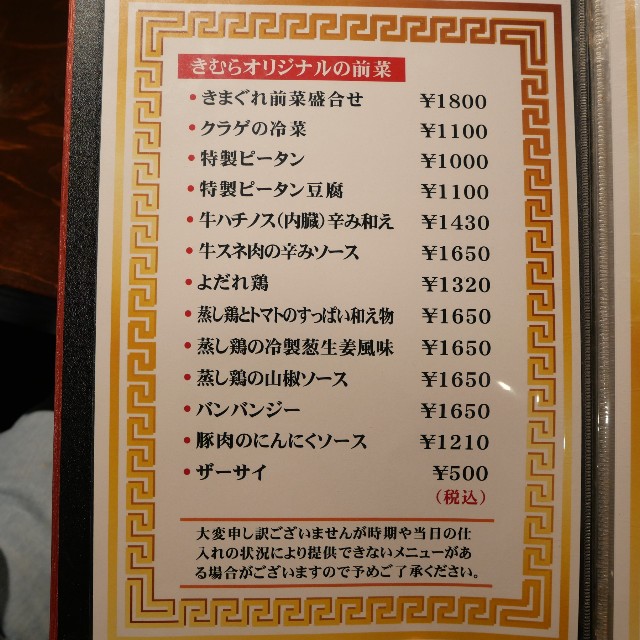 きむらオリジナルの前菜
•きまぐれ前菜盛合せ ¥1800
•クラゲの冷菜 ¥1100
•特製ピータン ¥1000
•特製ピータン豆腐 ¥1100
•牛ハチノス(内臓)辛み和え ¥1430
•牛スネ肉の辛みソース ¥1650
•よだれ鶏 ¥1320
•蒸し鶏とトマトのすっぱい和え物 ¥1650
•蒸し鶏の冷製葱生姜風味 ¥1650
•蒸し鶏の山椒ソース ¥1650
•バンバンジー ¥1650
•豚肉のにんにくソース ¥1210
•ザーサイ ¥500
(税込)
大変申し訳ございませんが時期や当日の仕
入れの状況により提供できないメニューがあ
る場合がございますので予めご了承ください。